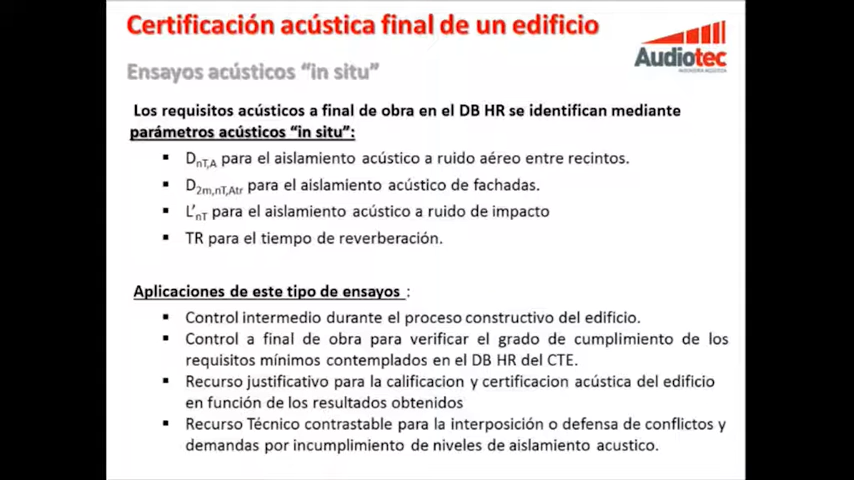 Certificación acústica final de un edificio
Audiotec
INGENIERÍA ACÚSTICA
Ensayos acústicos “in situ”
Los requisitos acústicos a final de obra en el DB HR se identifican mediante
parámetros acústicos “in situ”:
▪ DnT,A para el aislamiento acústico a ruido aéreo entre recintos.
▪ D2m,nT,Atr para el aislamiento acústico de fachadas.
▪ L’nT para el aislamiento acústico a ruido de impacto
▪ TR para el tiempo de reverberación.
Aplicaciones de este tipo de ensayos :
▪ Control intermedio durante el proceso constructivo del edificio.
▪ Control a final de obra para verificar el grado de cumplimiento de los
requisitos mínimos contemplados en el DB HR del CTE.
▪ Recurso justificativo para la calificacion y certificacion acústica del edificio
en función de los resultados obtenidos
▪ Recurso Técnico contrastable para la interposición o defensa de conflictos y
demandas por incumplimiento de niveles de aislamiento acustico.